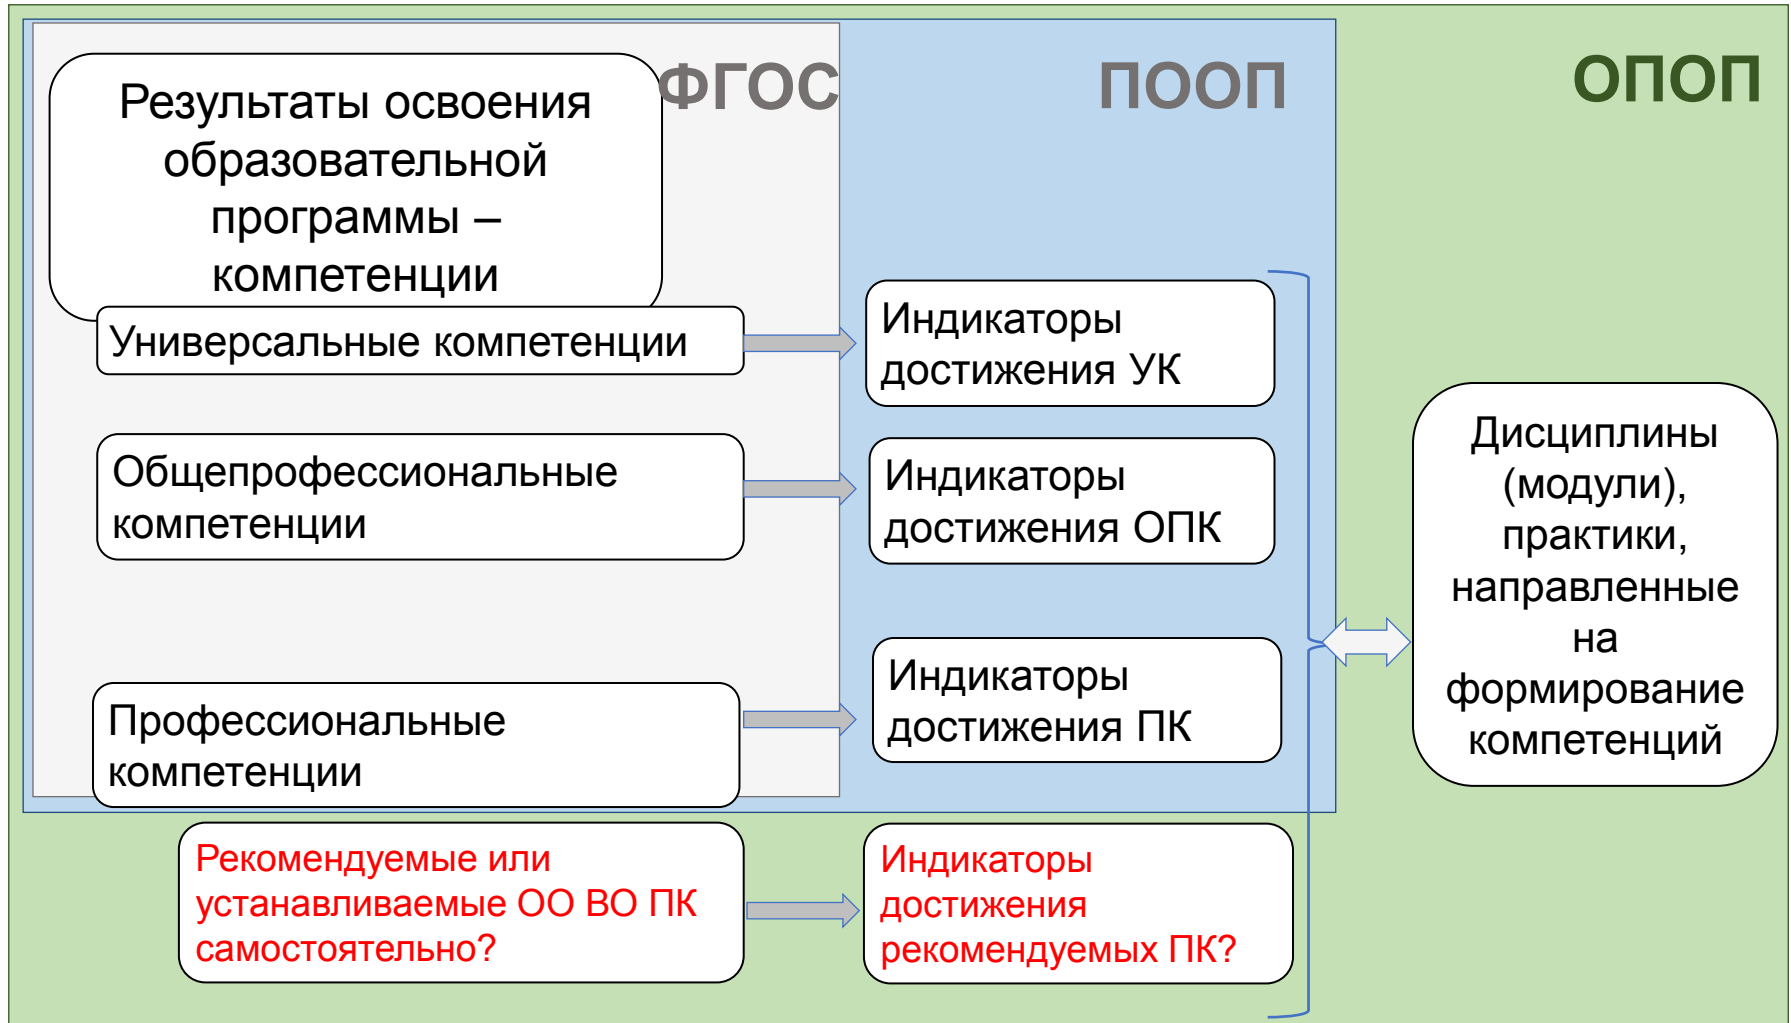 ФГОС
ПООП
ОПОП
Результаты освоения
образовательной
программы –
компетенции
Универсальные компетенции
Индикаторы
достижения УК
Общепрофессиональные
компетенции
Индикаторы
достижения ОПК
Профессиональные
компетенции
Индикаторы
достижения ПК
Рекомендуемые или
устанавливаемые ОО ВО ПК
самостоятельно?
Индикаторы
достижения
рекомендуемых ПК?
Дисциплины
(модули),
практики,
направленные
на
формирование
компетенций